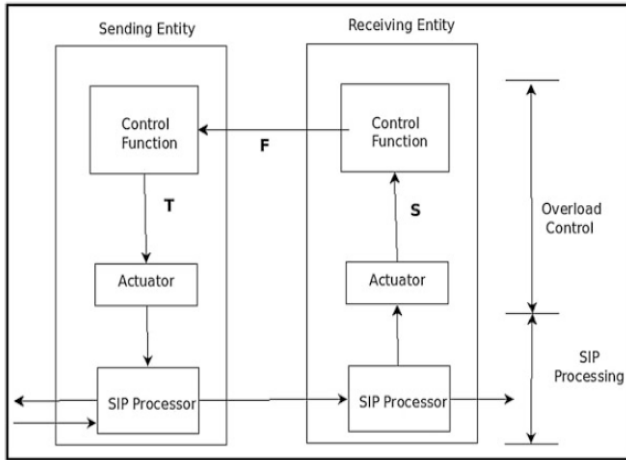 Sending Entity
Receiving Entity
Control
Function
Control
Function
F
T
S
Overload
Control
Actuator
Actuator
SIP
Processing
SIP Processor
SIP Processor